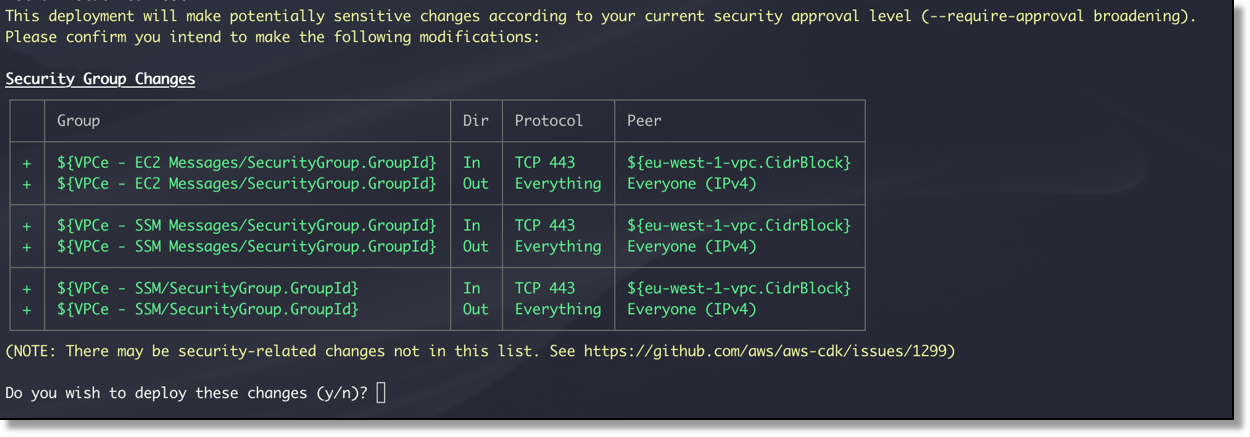 This deployment will make potentially sensitive changes according to your current security approval level (--require-approval broadening).
Please confirm you intend to make the following modifications:
Security Group Changes
Group Dir Protocol Peer
+ ${VPCe - EC2 Messages/SecurityGroup.GroupId} In TCP 443 ${eu-west-1-vpc.CidrBlock}
+ ${VPCe - EC2 Messages/SecurityGroup.GroupId} Out Everything Everyone (IPv4)
+ ${VPCe - SSM Messages/SecurityGroup.GroupId} In TCP 443 ${eu-west-1-vpc.CidrBlock}
+ ${VPCe - SSM Messages/SecurityGroup.GroupId} Out Everything Everyone (IPv4)
+ ${VPCe - SSM/SecurityGroup.GroupId} In TCP 443 ${eu-west-1-vpc.CidrBlock}
+ ${VPCe - SSM/SecurityGroup.GroupId} Out Everything Everyone (IPv4)
(NOTE: There may be security-related changes not in this list. See https://github.com/aws/aws-cdk/issues/1299)
Do you wish to deploy these changes (y/n)?